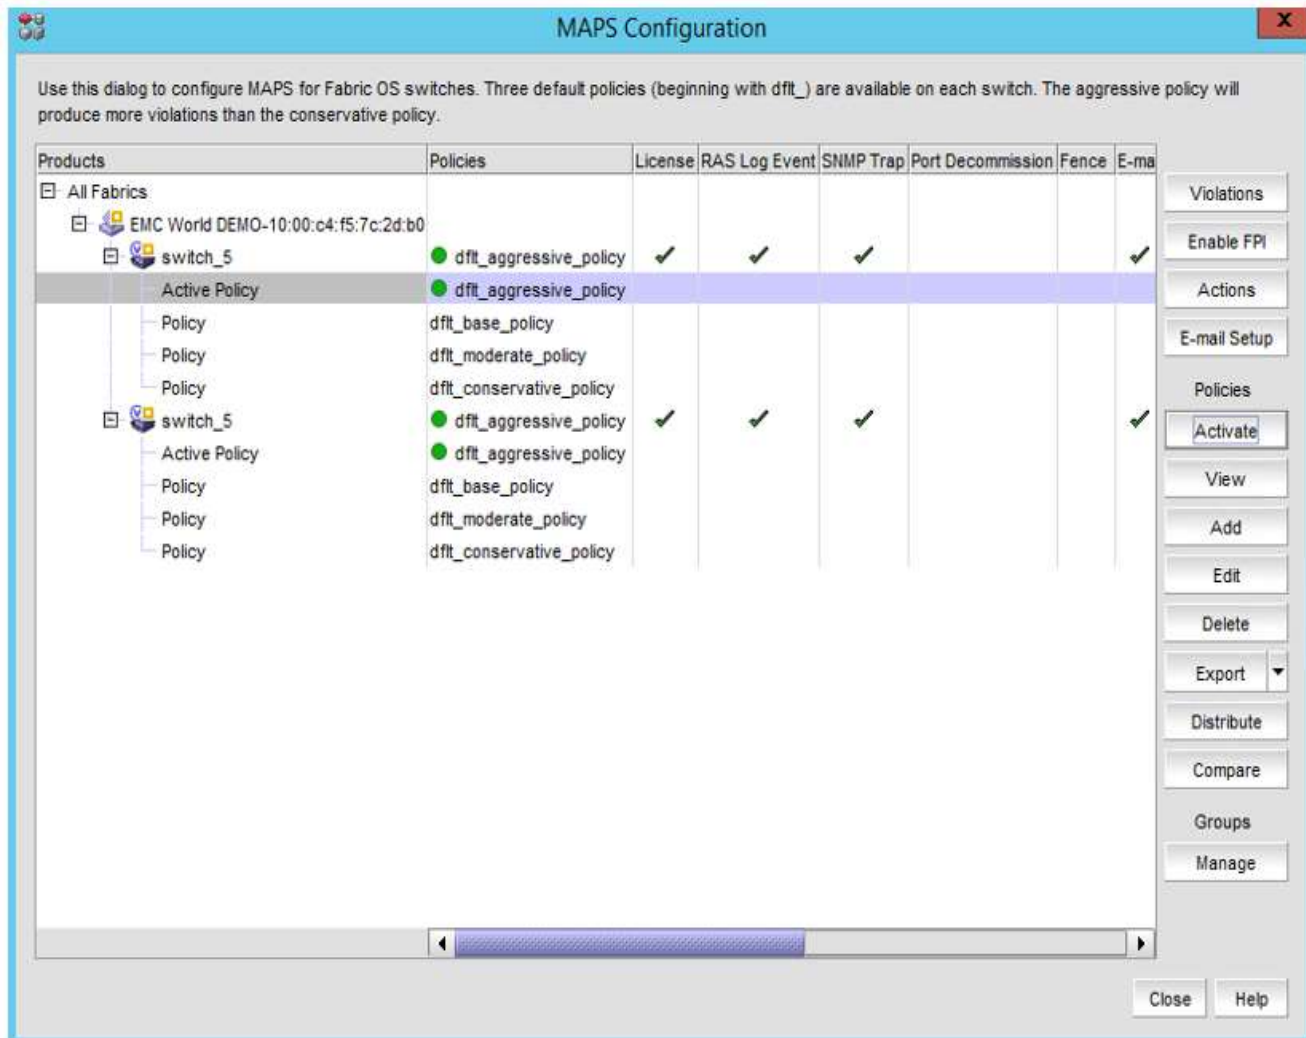 MAPS Configuration
x
Use this dialog to configure MAPS for Fabric OS switches. Three default policies (beginning with dflt_) are available on each switch. The aggressive policy will
produce more violations than the conservative policy.
Products Policies License RAS Log Event SNMP Trap Port Decommission Fence E-ma
All Fabrics
EMC World DEMO-10:00:c4:f5:7c:2d:b0
switch_5 dflt_aggressive_policy
Active Policy dflt_aggressive_policy
Policy dflt_base_policy
Policy dflt_moderate_policy
Policy dflt_conservative_policy
switch_5 dflt_aggressive_policy
Active Policy dflt_aggressive_policy
Policy dflt_base_policy
Policy dflt_moderate_policy
Policy dflt_conservative_policy
Violations
Enable FPI
Actions
E-mail Setup
Policies
Activate
View
Add
Edit
Delete
Export
Distribute
Compare
Groups
Manage
Close Help